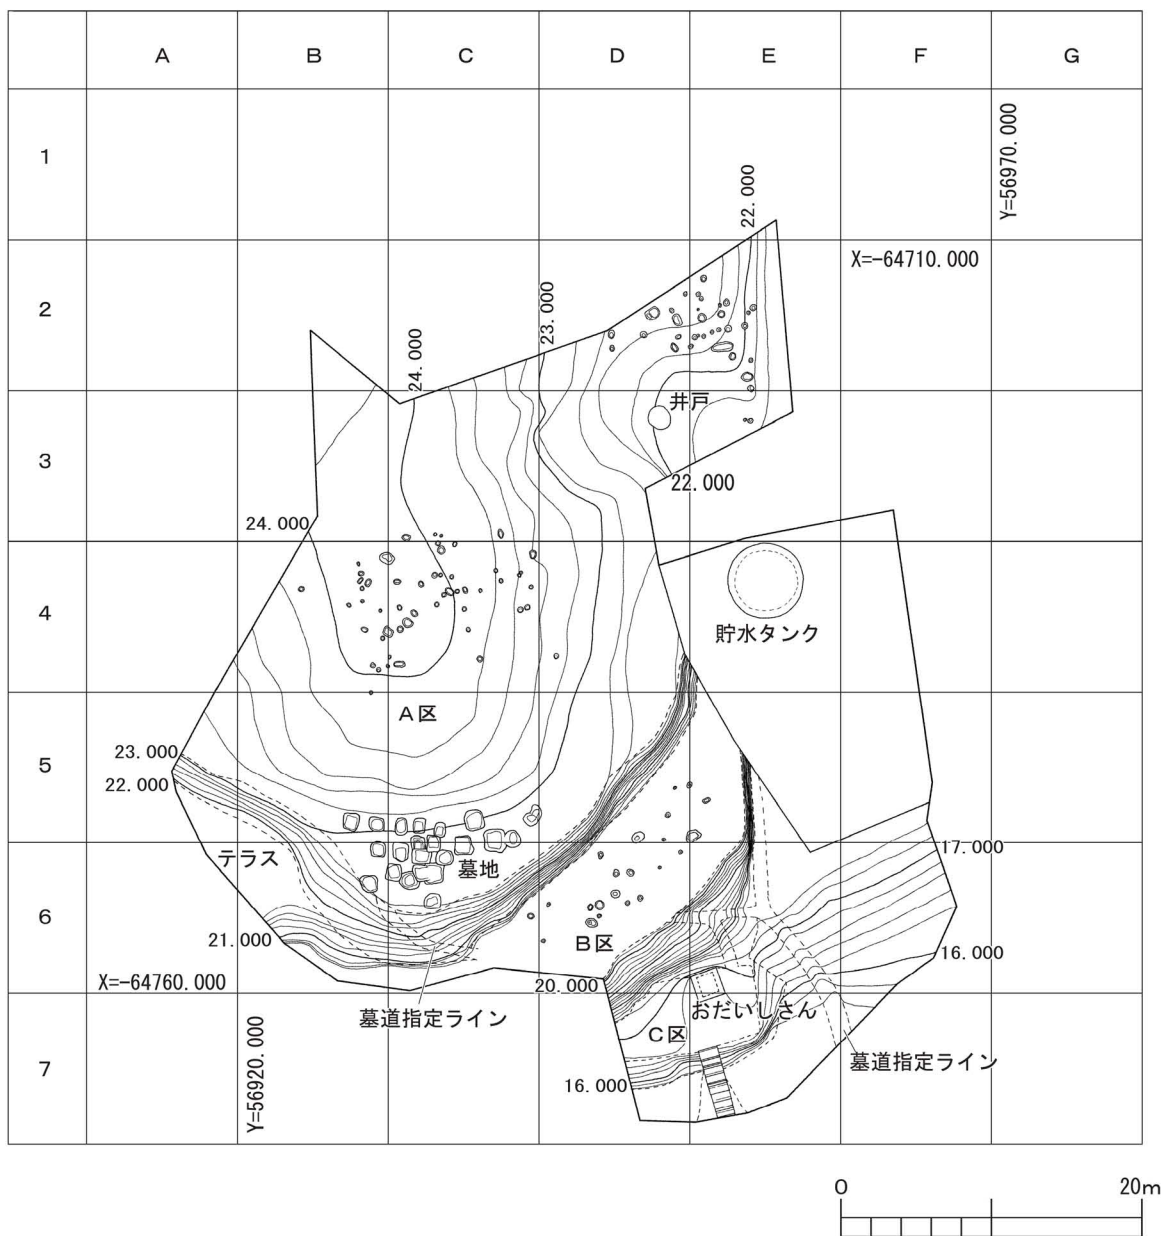 A
B
C
D
E
F
G
1
Y=56970.000
22.000
X=-64710.000
2
23.000
24.000
井戸
3
22.000
24.000
4
貯水タンク
A区
5
23.000
22.000
テラス
墓地
17.000
6
21.000
B区
16.000
X=-64760.000
20.000
墓道指定ライン
おだいしさん
C区
Y=56920.000
墓道指定ライン
7
16.000
0
20m